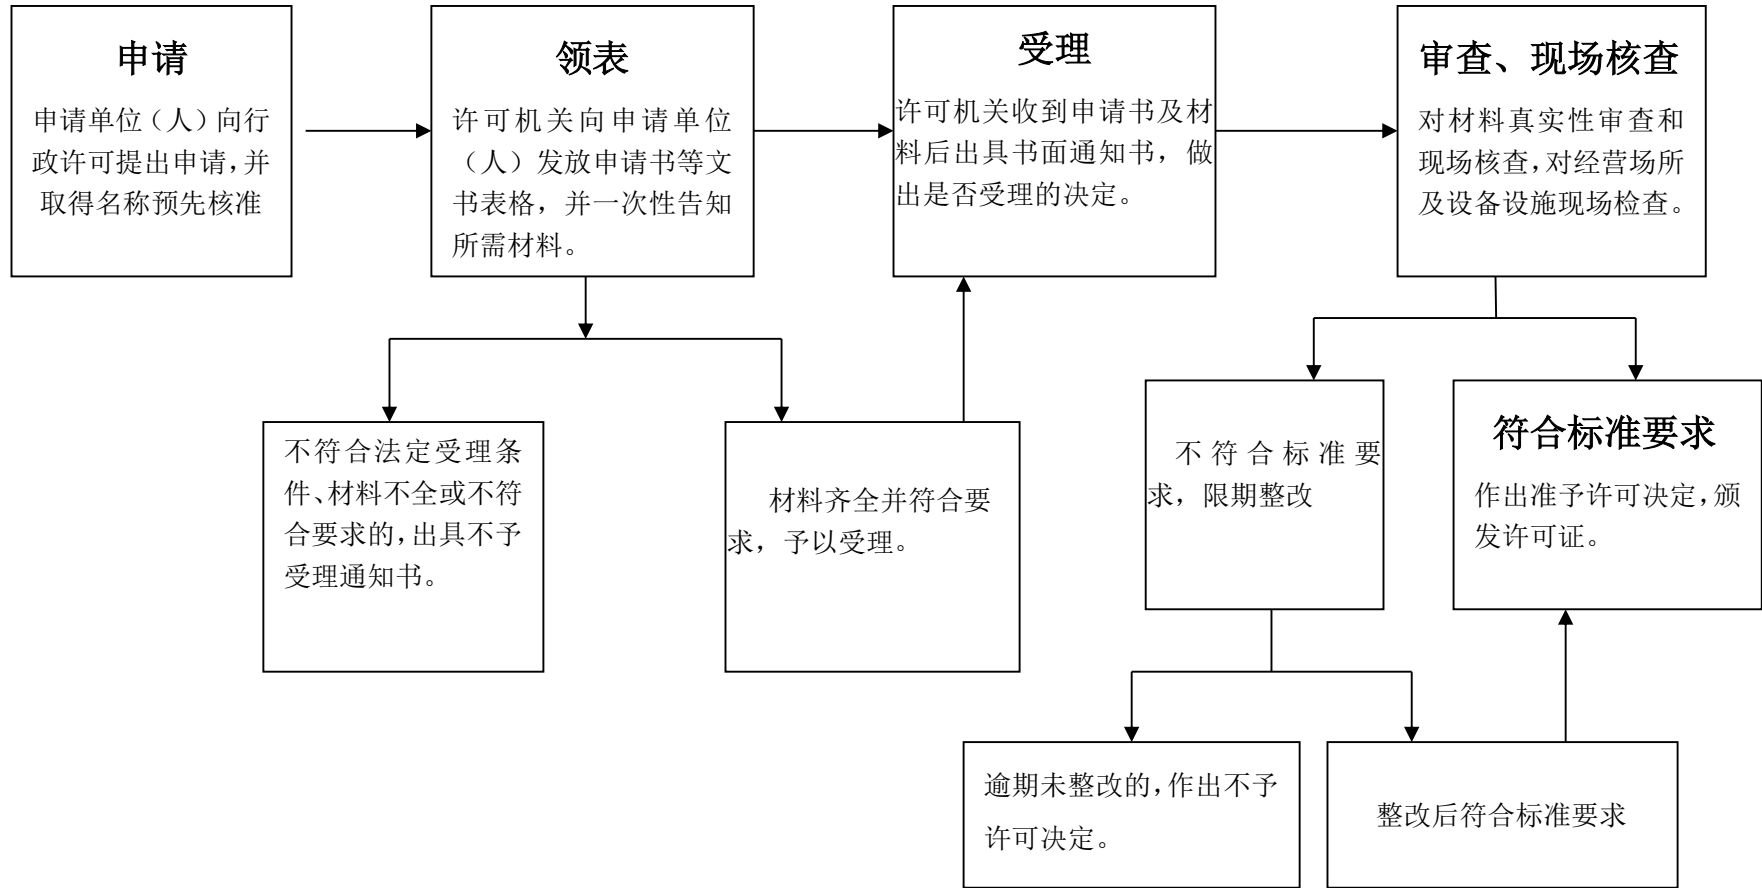 申请
申请单位（人）向行
政许可提出申请，并
取得名称预先核准
领表
许可机关向申请单位
（人）发放申请书等文
书表格，并一次性告知
所需材料。
受理
许可机关收到申请书及材
料后出具书面通知书，做
出是否受理的决定。
审查、现场核查
对材料真实性审查和
现场核查，对经营场所
及设备设施现场检查。
不符合法定受理条
件、材料不全或不符
合要求的，出具不予
受理通知书。
材料齐全并符合要
求，予以受理。
不符合标准要
求，限期整改
符合标准要求
作出准予许可决定，颁
发许可证。
逾期未整改的，作出不予
许可决定。
整改后符合标准要求